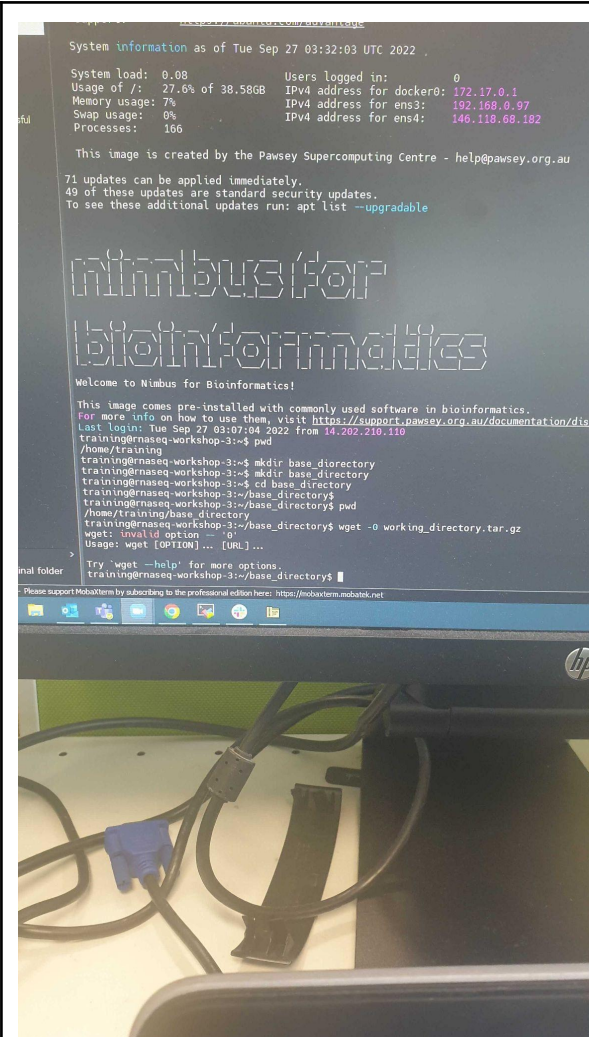 https://ubuntu.com/advantage
System information as of Tue Sep 27 03:32:03 UTC 2022
System load: 0.08 Users logged in: 0
Usage of /: 27.6% of 38.58GB IPv4 address for docker0: 172.17.0.1
Memory usage: 7% IPv4 address for ens3: 192.168.0.97
Swap usage: 0% IPv4 address for ens4: 146.118.68.182
Processes: 166
This image is created by the Pawsey Supercomputing Centre - help@pawsey.org.au
71 updates can be applied immediately.
49 of these updates are standard security updates.
To see these additional updates run: apt list --upgradable
nimbus for
bioinformatics
Welcome to Nimbus for Bioinformatics!
This image comes pre-installed with commonly used software in bioinformatics.
For more info on how to use them, visit https://support.pawsey.org.au/documentation/dis
Last login: Tue Sep 27 03:07:04 2022 from 14.202.210.110
training@rnaseq-workshop-3:~$ pwd
/home/training
training@rnaseq-workshop-3:~$ mkdir base_diorectory
training@rnaseq-workshop-3:~$ mkdir base_directory
training@rnaseq-workshop-3:~$ cd base_directory
training@rnaseq-workshop-3:~/base_directory$
training@rnaseq-workshop-3:~/base_directory$ pwd
/home/training/base_directory
training@rnaseq-workshop-3:~/base_directory$ wget -0 working_directory.tar.gz
wget: invalid option -- '0'
Usage: wget [OPTION]... [URL]...
Try `wget --help' for more options.
training@rnaseq-workshop-3:~/base_directory$
sful
inal folder
- Please support MobaXterm by subscribing to the professional edition here: https://mobaxterm.mobatek.net
hp